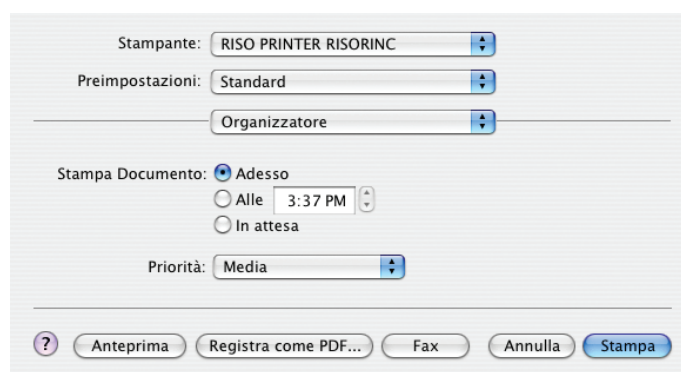 Stampante: RISO PRINTER RISORINC
Preimpostazioni: Standard
Organizzatore
Stampa Documento: Adesso
Alle 3:37 PM
In attesa
Priorità: Media
? Anteprima Registra come PDF... Fax Annulla Stampa